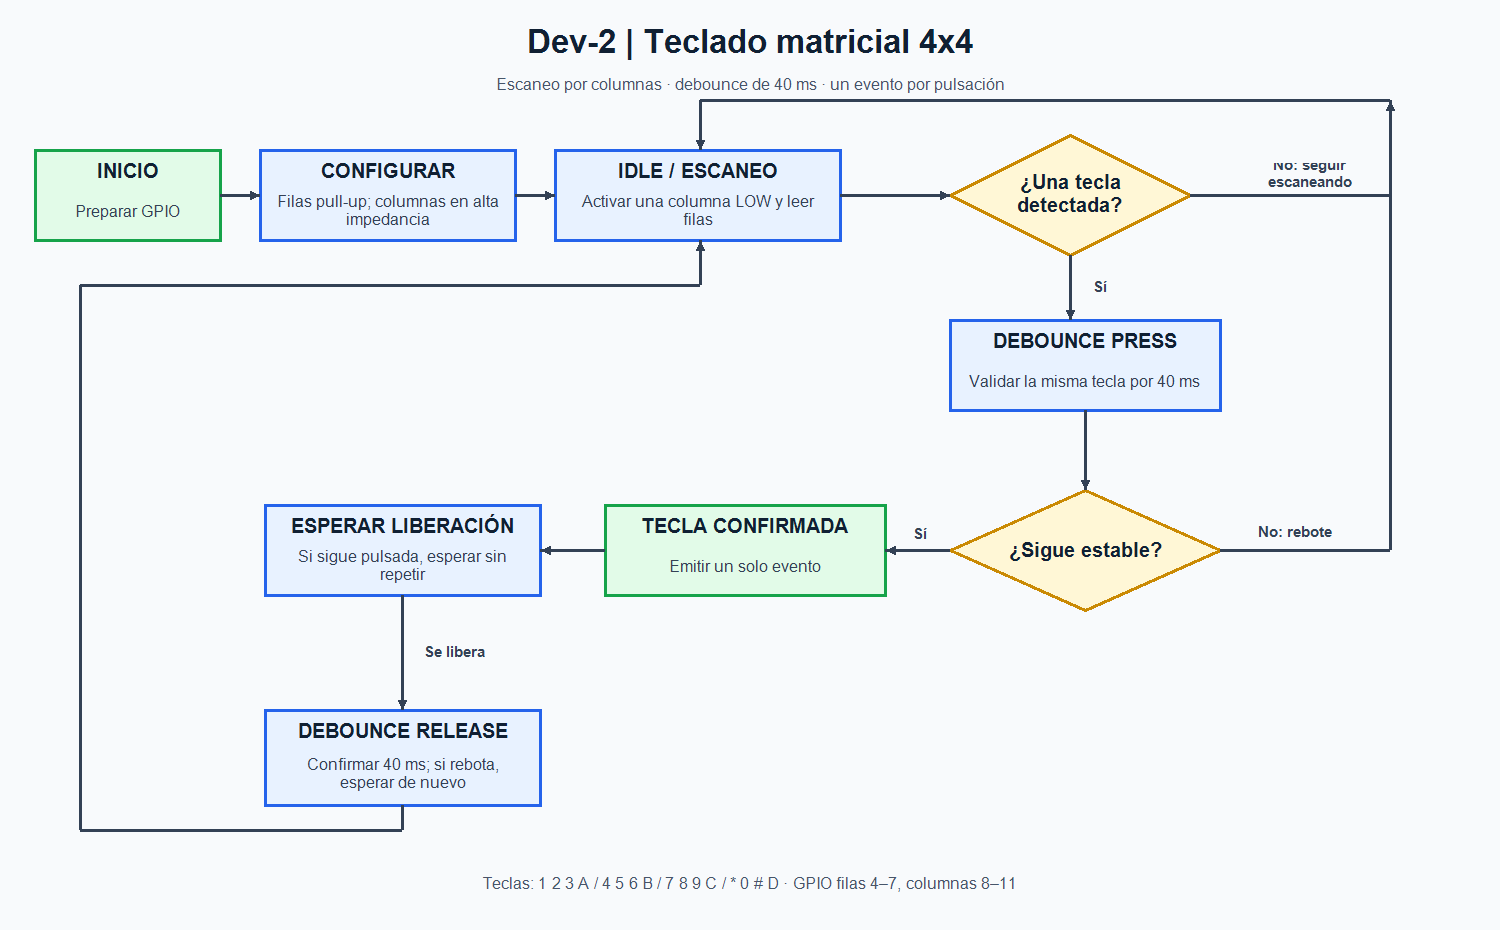 Dev-2 | Teclado matricial 4x4
Escaneo por columnas · debounce de 40 ms · un evento por pulsación
INICIO
Preparar GPIO
CONFIGURAR
Filas pull-up; columnas en alta
impedancia
IDLE / ESCANEO
Activar una columna LOW y leer
filas
¿Una tecla
detectada?
No: seguir
escaneando
Sí
DEBOUNCE PRESS
Validar la misma tecla por 40 ms
¿Sigue estable?
No: rebote
Sí
TECLA CONFIRMADA
Emitir un solo evento
ESPERAR LIBERACIÓN
Si sigue pulsada, esperar sin
repetir
Se libera
DEBOUNCE RELEASE
Confirmar 40 ms; si rebota,
esperar de nuevo
Teclas: 1 2 3 A / 4 5 6 B / 7 8 9 C / * 0 # D · GPIO filas 4–7, columnas 8–11